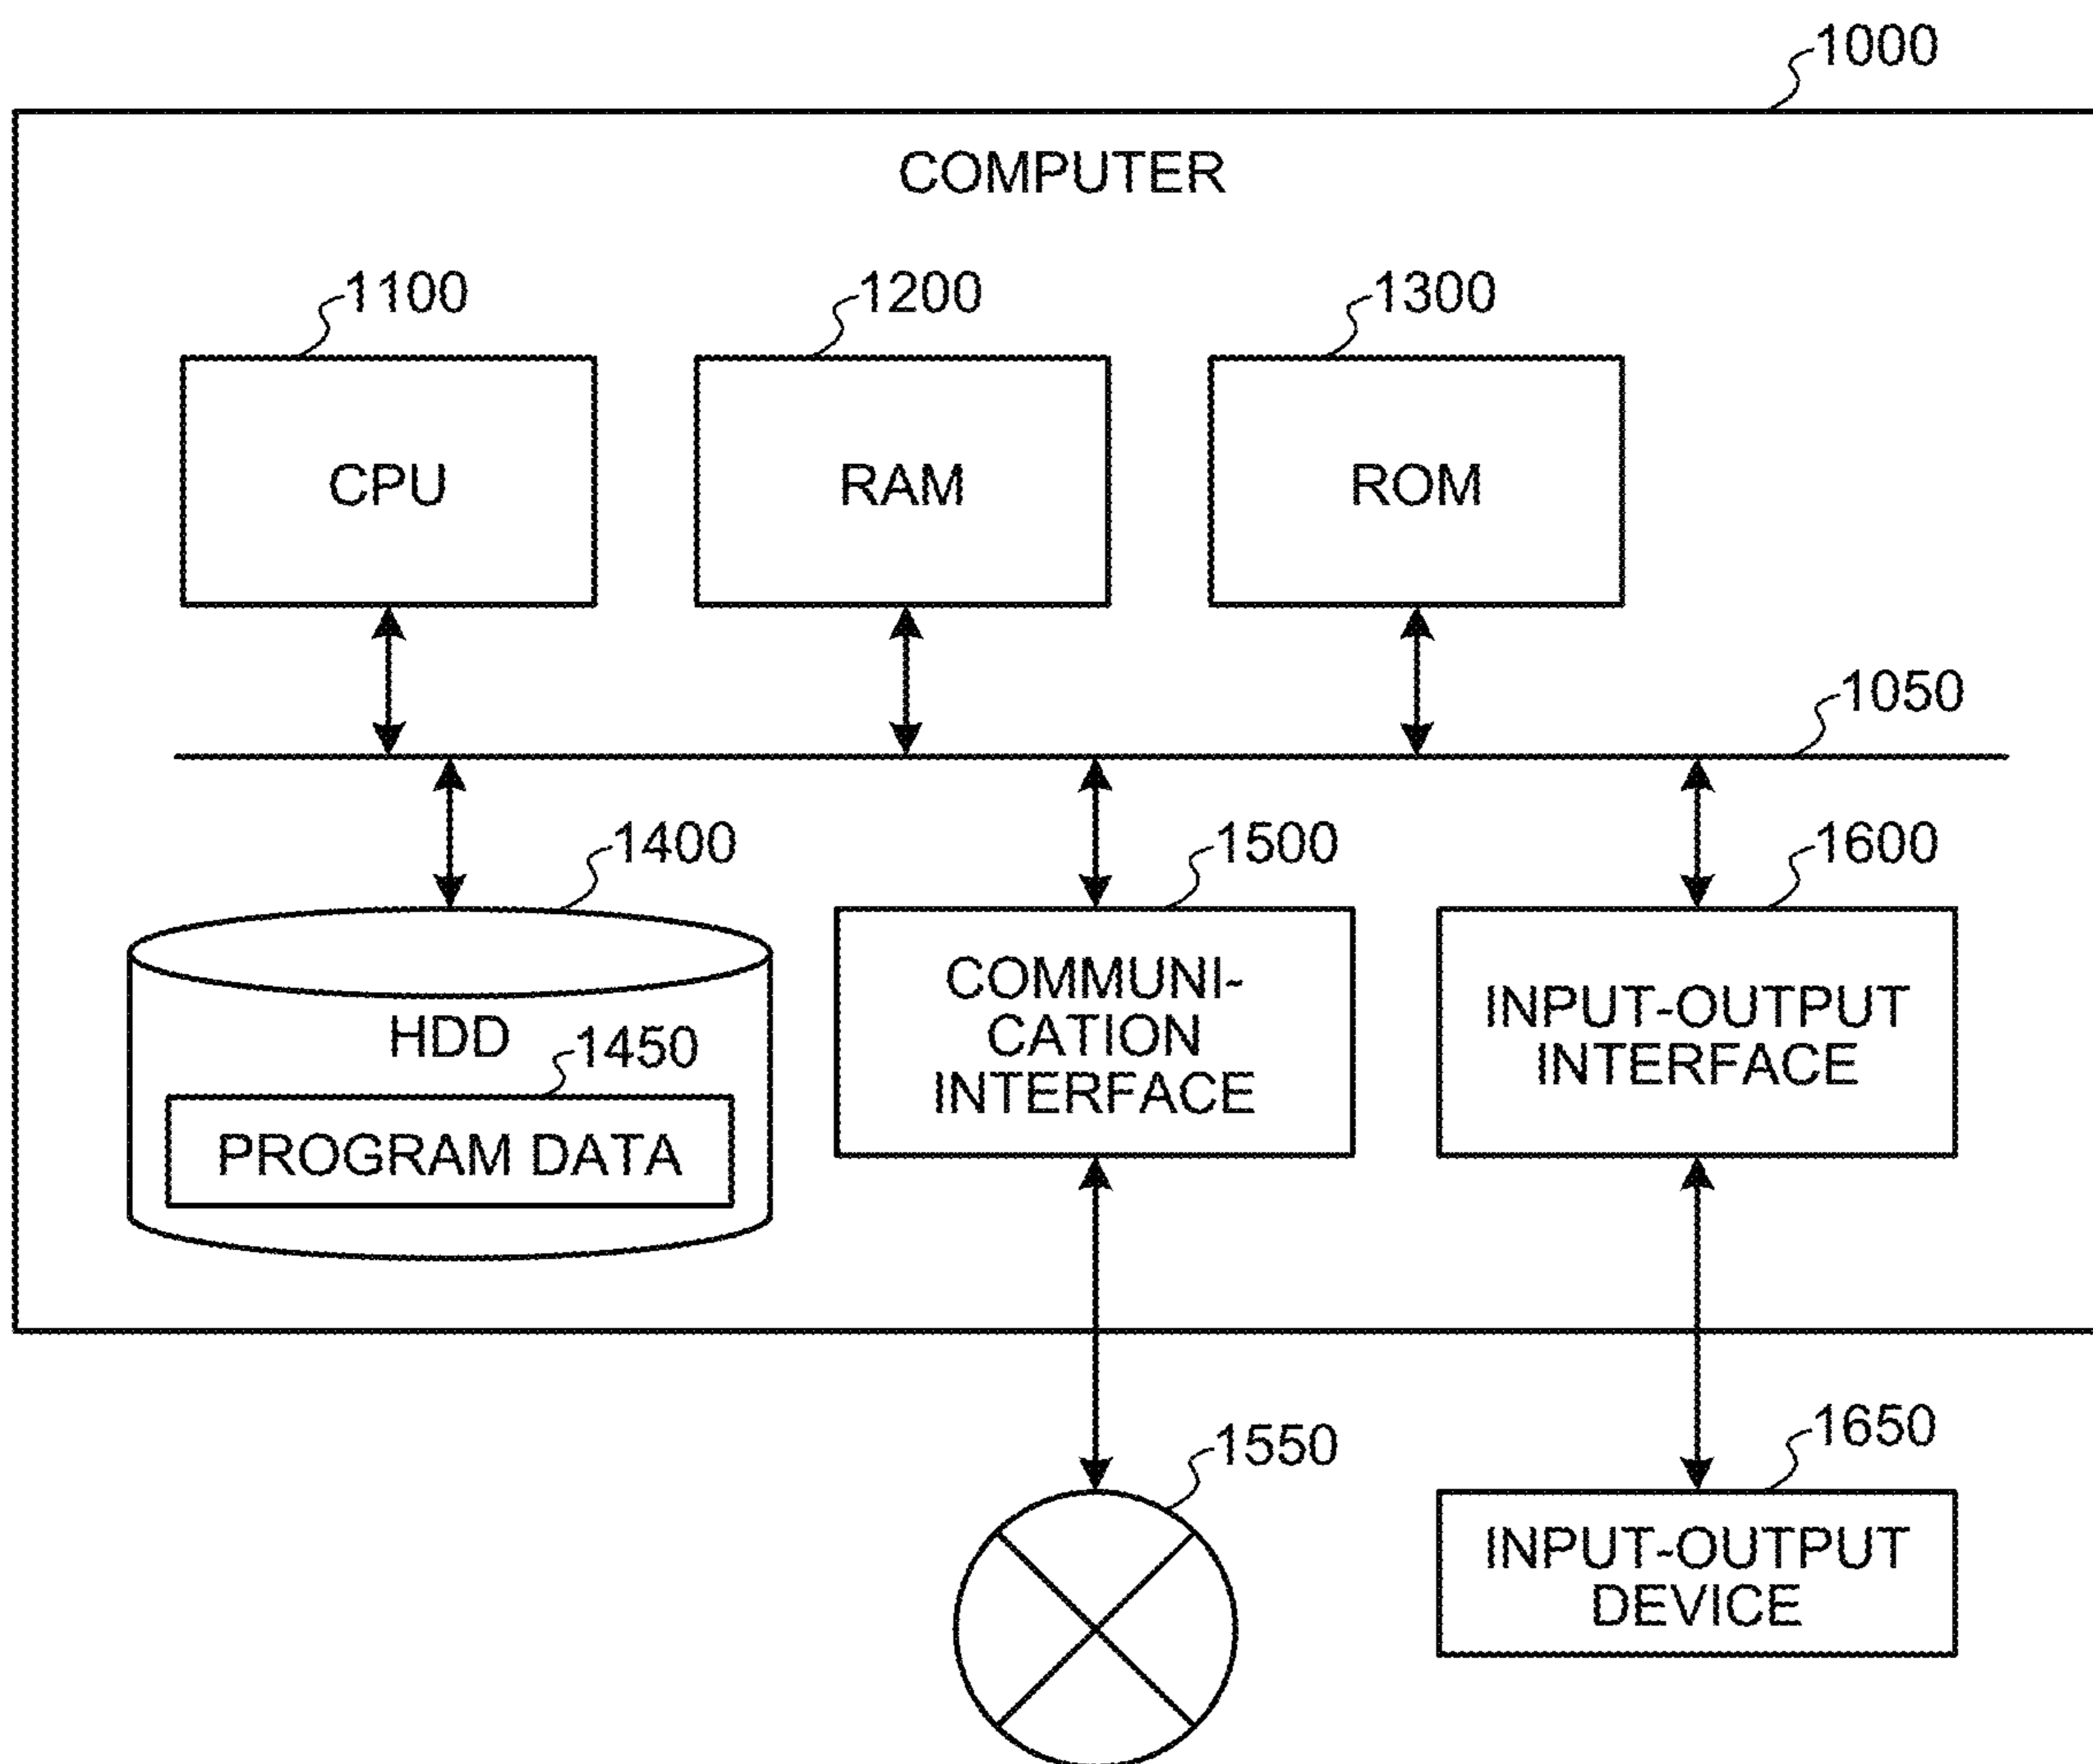 1000
COMPUTER
1100
1200
1300
CPU
RAM
ROM
1050
1400
1500
1600
HDD
1450
PROGRAM DATA
COMMUNI-
CATION
INTERFACE
INPUT-OUTPUT
INTERFACE
1550
1650
INPUT-OUTPUT
DEVICE